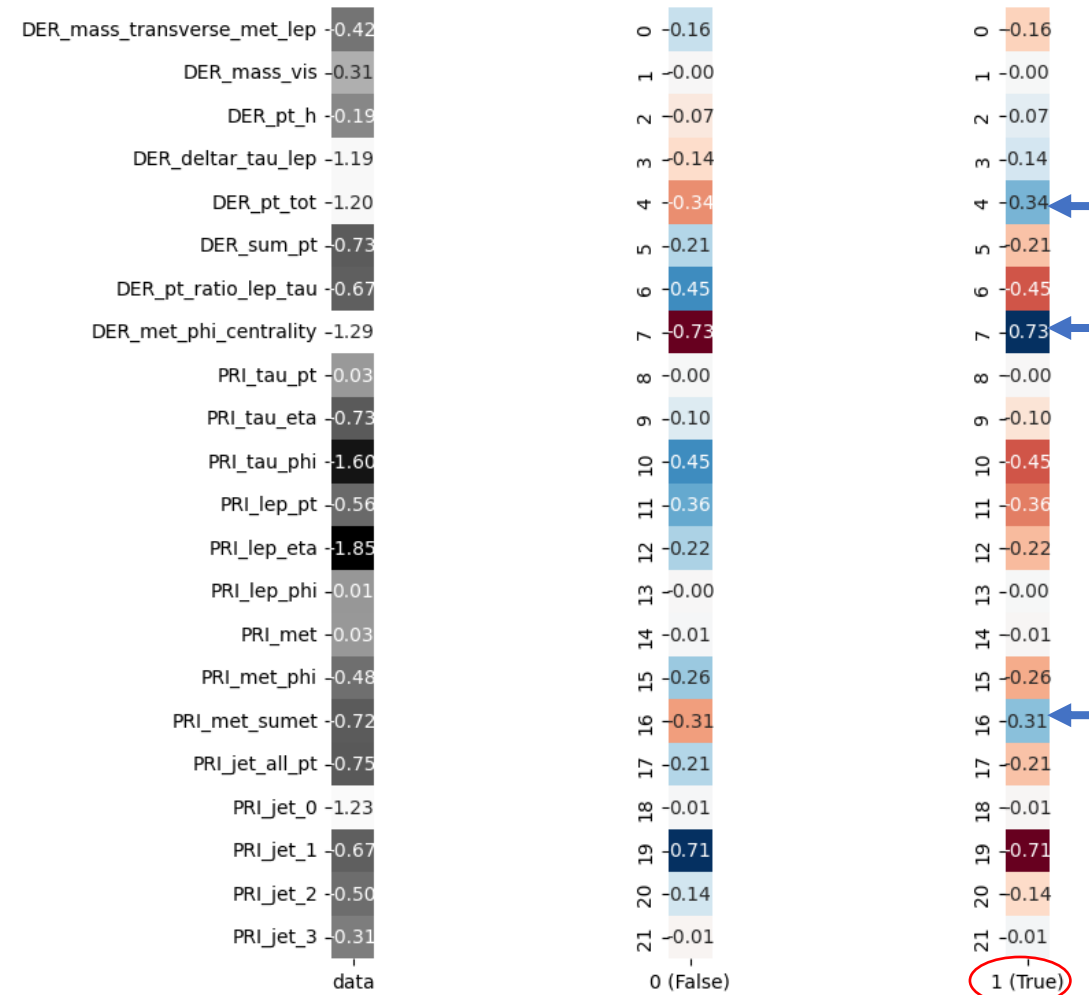 DER_mass_transverse_met_lep -0.42 0 0.16 0 -0.16
DER_mass_vis 0.31 1 -0.00 1 0.00
DER_pt_h -0.19 2 -0.07 2 0.07
DER_deltar_tau_lep 1.19 3 -0.14 3 0.14
DER_pt_tot 1.20 4 -0.34 4 0.34
DER_sum_pt -0.73 5 0.21 5 -0.21
DER_pt_ratio_lep_tau -0.67 6 0.45 6 -0.45
DER_met_phi_centrality 1.29 7 -0.73 7 0.73
PRI_tau_pt 0.03 8 0.00 8 -0.00
PRI_tau_eta -0.73 9 0.10 9 -0.10
PRI_tau_phi -1.60 10 0.45 10 -0.45
PRI_lep_pt -0.56 11 0.36 11 -0.36
PRI_lep_eta -1.85 12 0.22 12 -0.22
PRI_lep_phi 0.01 13 -0.00 13 0.00
PRI_met 0.03 14 0.01 14 -0.01
PRI_met_phi -0.48 15 0.26 15 -0.26
PRI_met_sumet -0.72 16 -0.31 16 0.31
PRI_jet_all_pt -0.75 17 0.21 17 -0.21
PRI_jet_0 1.23 18 0.01 18 -0.01
PRI_jet_1 -0.67 19 0.71 19 -0.71
PRI_jet_2 -0.50 20 0.14 20 -0.14
PRI_jet_3 -0.31 21 -0.01 21 0.01
data 0 (False) 1 (True)